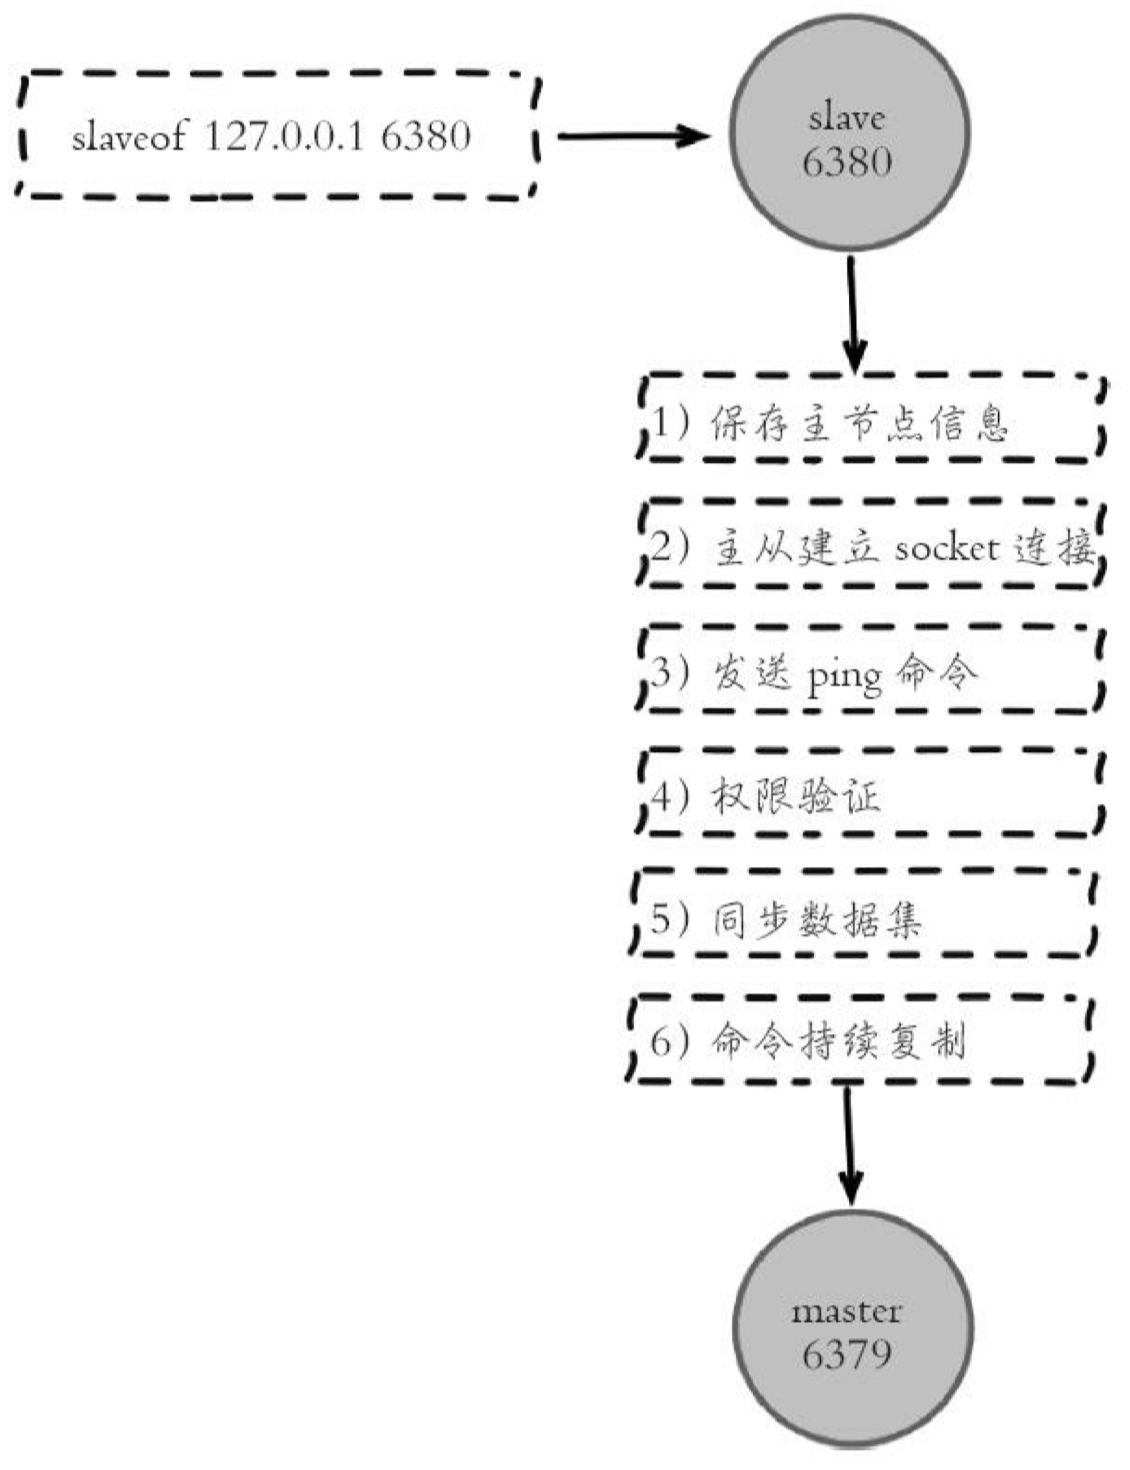 slaveof 127.0.0.1 6380
slave
6380
1) 保存主节点信息
2) 主从建立 socket 连接
3) 发送 ping 命令
4) 权限验证
5) 同步数据集
6) 命令持续复制
master
6379